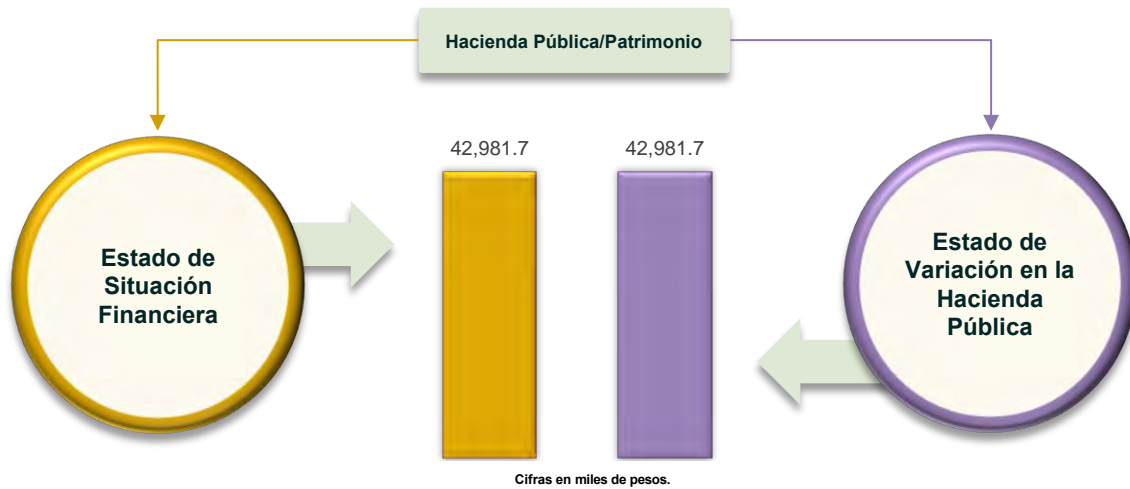 Hacienda Pública/Patrimonio
42,981.7
42,981.7
Estado de
Situación
Financiera
Estado de
Variación en la
Hacienda
Pública
Cifras en miles de pesos.